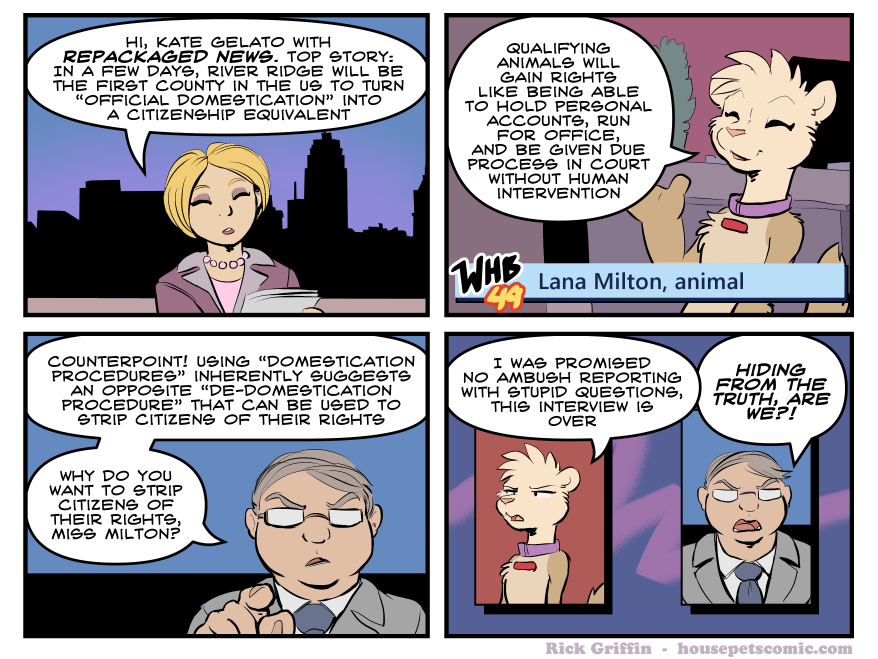 HI, KATE GELATO WITH
REPACKAGED NEWS. TOP STORY:
IN A FEW DAYS, RIVER RIDGE WILL BE
THE FIRST COUNTY IN THE US TO TURN
"OFFICIAL DOMESTICATION" INTO
A CITIZENSHIP EQUIVALENT
QUALIFYING
ANIMALS WILL
GAIN RIGHTS
LIKE BEING ABLE
TO HOLD PERSONAL
ACCOUNTS, RUN
FOR OFFICE,
AND BE GIVEN DUE
PROCESS IN COURT
WITHOUT HUMAN
INTERVENTION
WHB
49
Lana Milton, animal
COUNTERPOINT! USING "DOMESTICATION
PROCEDURES" INHERENTLY SUGGESTS
AN OPPOSITE "DE-DOMESTICATION
PROCEDURE" THAT CAN BE USED TO
STRIP CITIZENS OF THEIR RIGHTS
WHY DO YOU
WANT TO STRIP
CITIZENS OF
THEIR RIGHTS,
MISS MILTON?
I WAS PROMISED
NO AMBUSH REPORTING
WITH STUPID QUESTIONS,
THIS INTERVIEW IS
OVER
HIDING
FROM THE
TRUTH, ARE
WE?!
Rick Griffin - housepetscomic.com